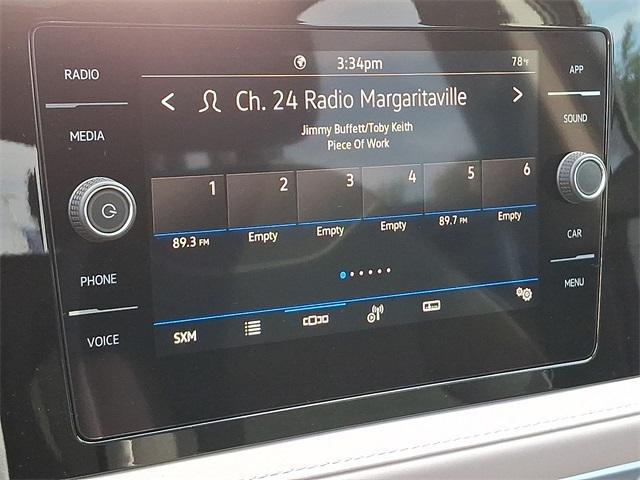 RADIO
MEDIA
PHONE
VOICE
3:34pm
78°F
< Ch. 24 Radio Margaritaville >
Jimmy Buffett/Toby Keith
Piece Of Work
1 2 3 4 5 6
89.3 FM Empty Empty Empty 89.7 FM Empty
SXM
APP
SOUND
CAR
MENU